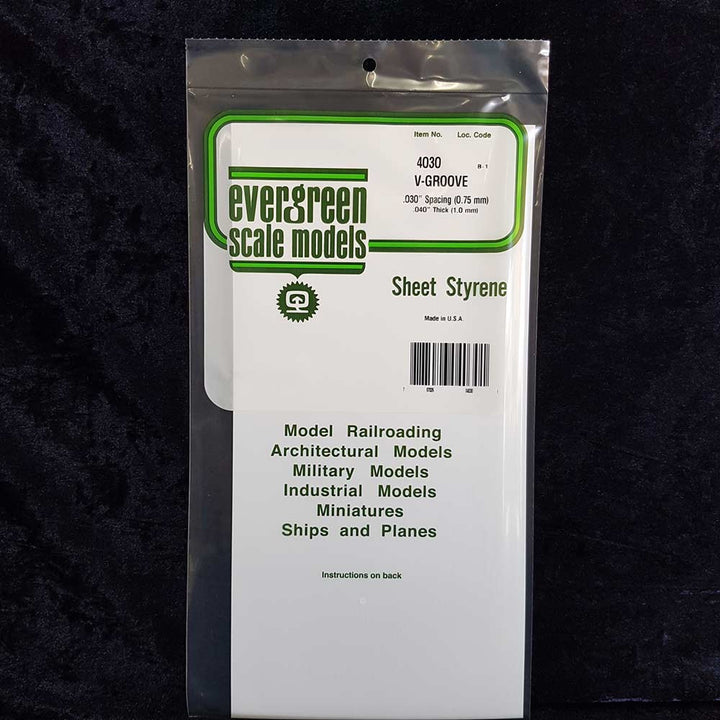 Item No. Loc. Code
4030 B-1
V-GROOVE
.030" Spacing (0.75 mm)
.040" Thick (1.0 mm)
evergreen
scale models
Sheet Styrene
Made in U.S.A.
Model Railroading
Architectural Models
Military Models
Industrial Models
Miniatures
Ships and Planes
Instructions on back